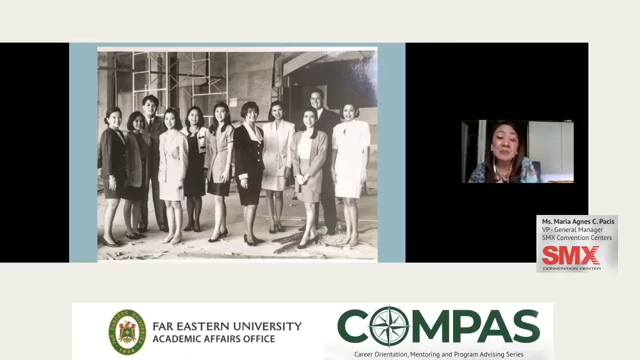 Ms. Maria Agnes C. Pacis
VP - General Manager
SMX Convention Centers
SMX
CONVENTION CENTER
FAR EASTERN UNIVERSITY
ACADEMIC AFFAIRS OFFICE
COMPAS
Career Orientation, Mentoring and Program Advising Series